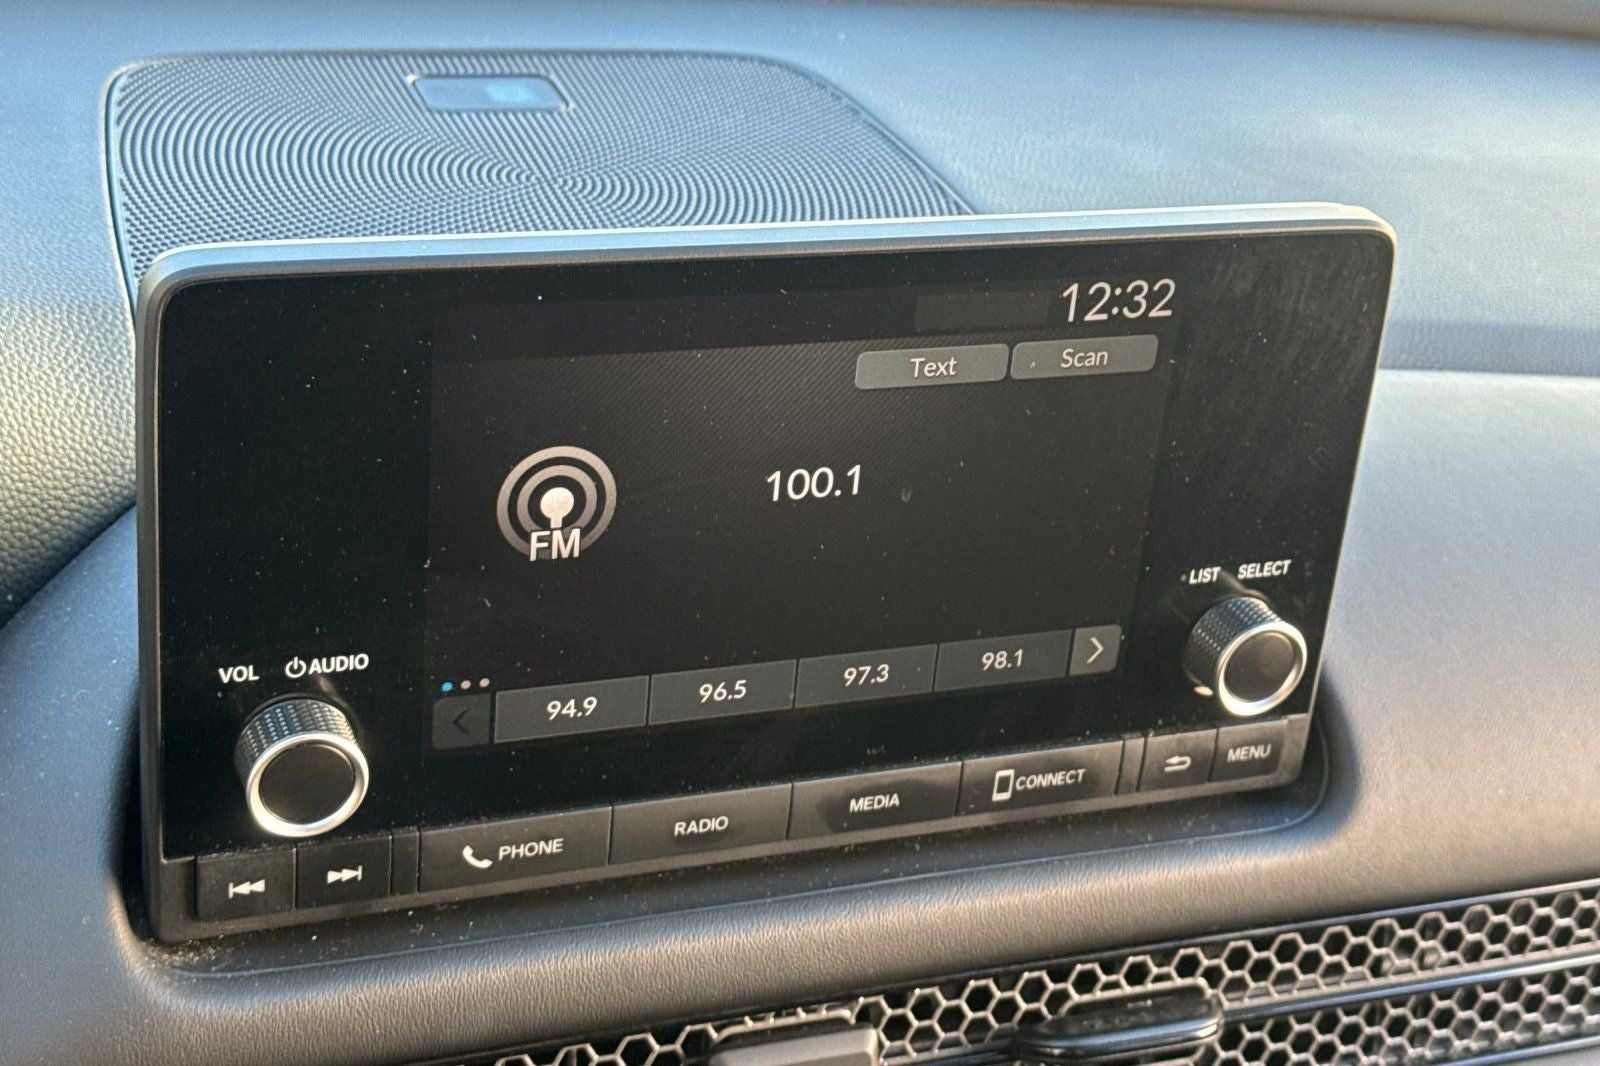 12:32
Text Scan
100.1
FM
LIST SELECT
VOL AUDIO
94.9 96.5 97.3 98.1
PHONE RADIO MEDIA CONNECT MENU